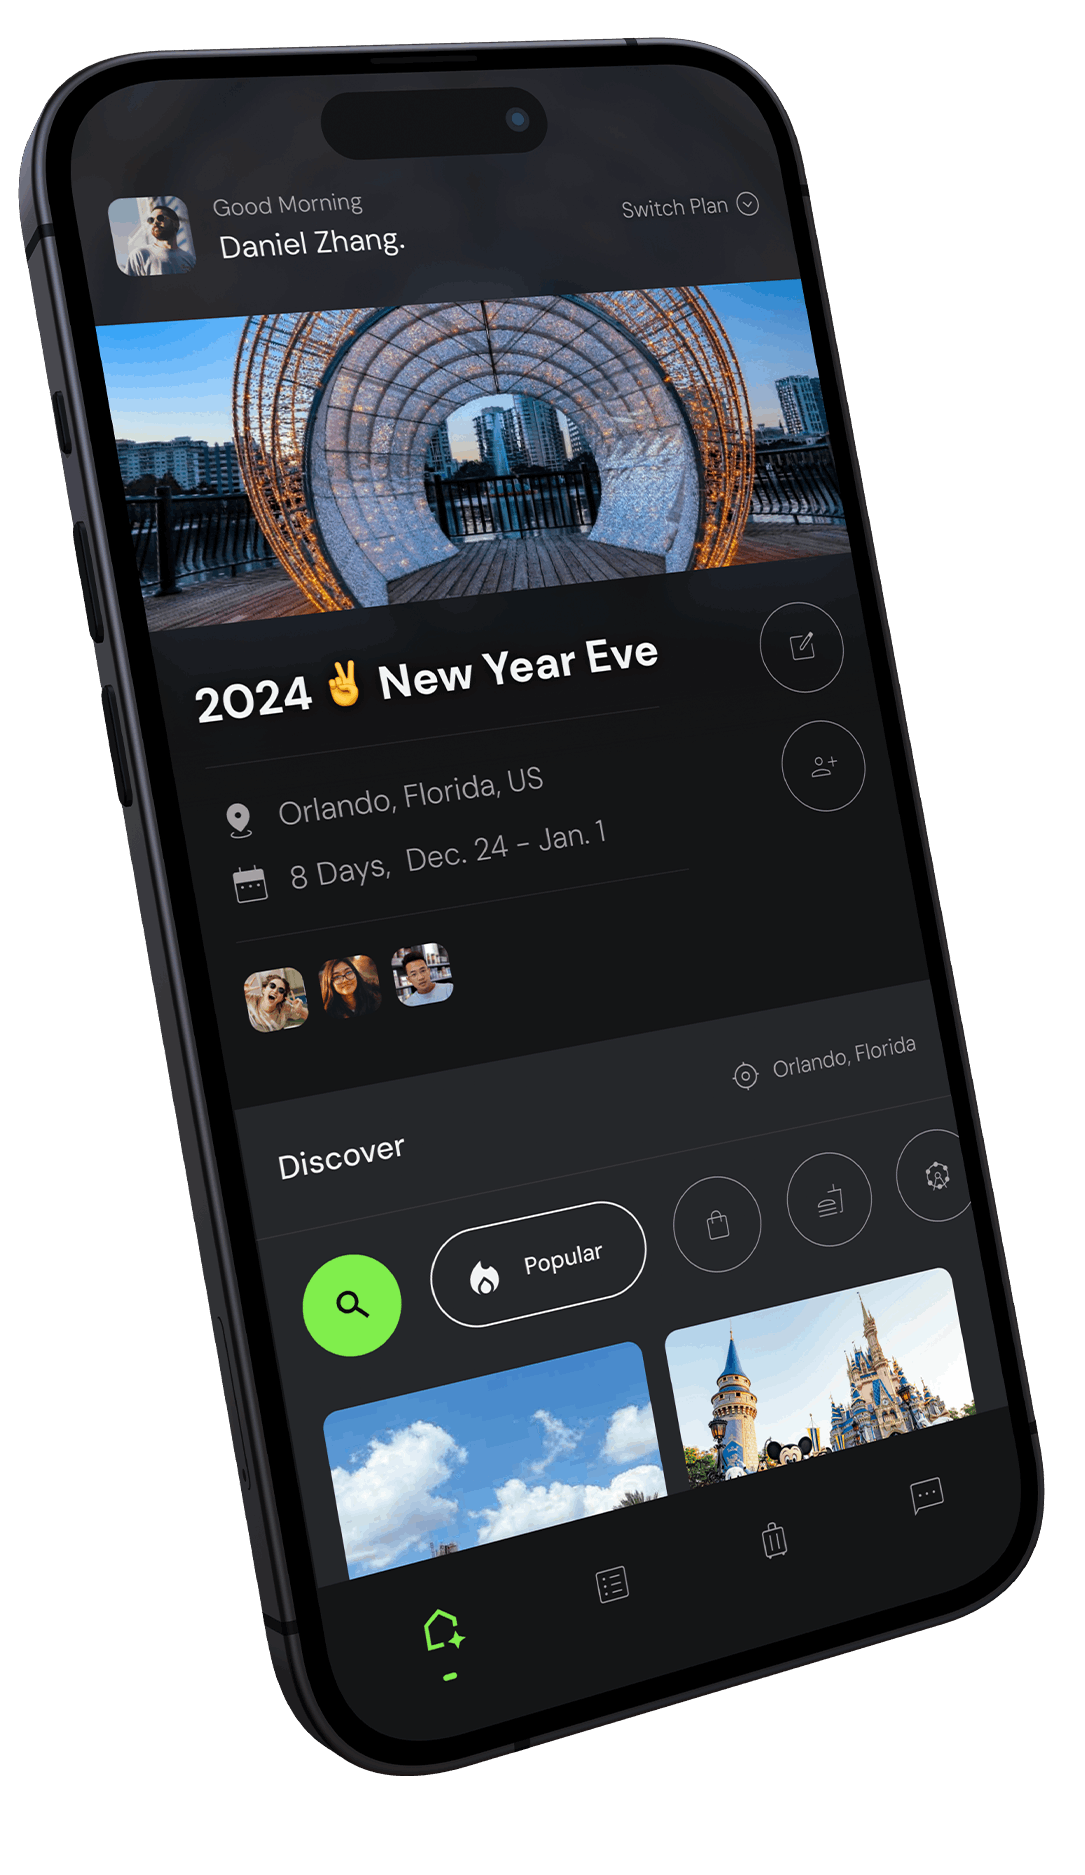 Good Morning
Daniel Zhang.
Switch Plan
2024 ✌️ New Year Eve
Orlando, Florida, US
8 Days, Dec. 24 - Jan. 1
Orlando, Florida
Discover
Popular